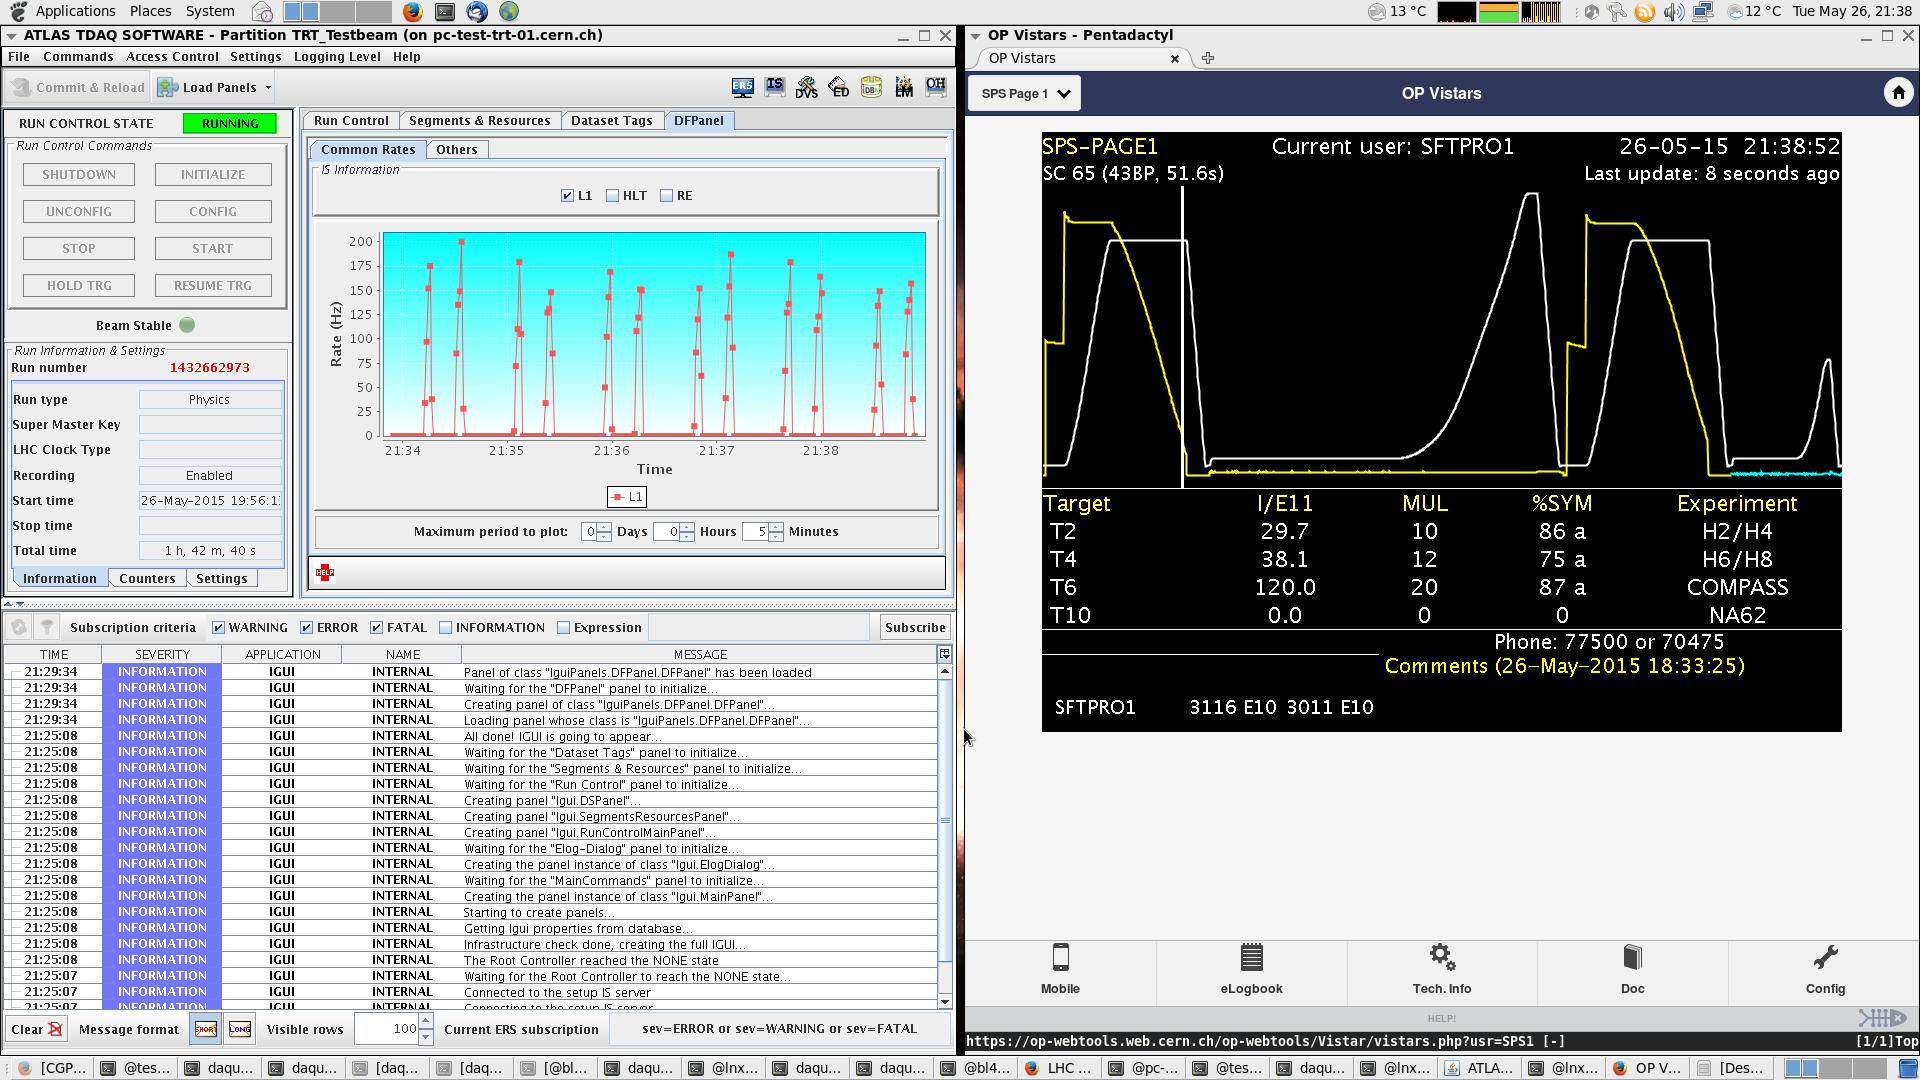 Applications Places System
13 °C
12 °C Tue May 26, 21:38
ATLAS TDAQ SOFTWARE - Partition TRT_Testbeam (on pc-test-trt-01.cern.ch)
File Commands Access Control Settings Logging Level Help
Commit & Reload Load Panels
ERS IS DVS ED DB LM OH
RUN CONTROL STATE RUNNING
Run Control Commands
SHUTDOWN INITIALIZE
UNCONFIG CONFIG
STOP START
HOLD TRG RESUME TRG
Beam Stable
Run Information & Settings
Run number 1432662973
Run type Physics
Super Master Key
LHC Clock Type
Recording Enabled
Start time 26-May-2015 19:56:1
Stop time
Total time 1 h, 42 m, 40 s
Information Counters Settings
Run Control Segments & Resources Dataset Tags DFPanel
Common Rates Others
IS Information
L1 HLT RE
Rate (Hz)
200
175
150
125
100
75
50
25
0
21:34 21:35 21:36 21:37 21:38
Time
L1
Maximum period to plot: 0 Days 0 Hours 5 Minutes
HELP
Subscription criteria WARNING ERROR FATAL INFORMATION Expression Subscribe
TIME SEVERITY APPLICATION NAME MESSAGE
21:29:34 INFORMATION IGUI INTERNAL Panel of class "IguiPanels.DFPanel.DFPanel" has been loaded
21:29:34 INFORMATION IGUI INTERNAL Waiting for the "DFPanel" panel to initialize...
21:29:34 INFORMATION IGUI INTERNAL Creating panel of class "IguiPanels.DFPanel.DFPanel"...
21:29:34 INFORMATION IGUI INTERNAL Loading panel whose class is "IguiPanels.DFPanel.DFPanel"...
21:25:08 INFORMATION IGUI INTERNAL All done! IGUI is going to appear...
21:25:08 INFORMATION IGUI INTERNAL Waiting for the "Dataset Tags" panel to initialize...
21:25:08 INFORMATION IGUI INTERNAL Waiting for the "Segments & Resources" panel to initialize...
21:25:08 INFORMATION IGUI INTERNAL Waiting for the "Run Control" panel to initialize...
21:25:08 INFORMATION IGUI INTERNAL Creating panel "Igui.DSPanel"...
21:25:08 INFORMATION IGUI INTERNAL Creating panel "Igui.SegmentsResourcesPanel"...
21:25:08 INFORMATION IGUI INTERNAL Creating panel "Igui.RunControlMainPanel"...
21:25:08 INFORMATION IGUI INTERNAL Waiting for the "Elog-Dialog" panel to initialize...
21:25:08 INFORMATION IGUI INTERNAL Creating the panel instance of class "Igui.ElogDialog"...
21:25:08 INFORMATION IGUI INTERNAL Waiting for the "MainCommands" panel to initialize...
21:25:08 INFORMATION IGUI INTERNAL Creating the panel instance of class "Igui.MainPanel"...
21:25:08 INFORMATION IGUI INTERNAL Starting to create panels...
21:25:08 INFORMATION IGUI INTERNAL Getting Igui properties from database...
21:25:08 INFORMATION IGUI INTERNAL Infrastructure check done, creating the full IGUI...
21:25:08 INFORMATION IGUI INTERNAL The Root Controller reached the NONE state
21:25:07 INFORMATION IGUI INTERNAL Waiting for the Root Controller to reach the NONE state...
21:25:07 INFORMATION IGUI INTERNAL Connected to the setup IS server
21:25:07 INFORMATION IGUI INTERNAL Connecting to the setup IS server
Clear Message format SHORT LONG Visible rows 100 Current ERS subscription sev=ERROR or sev=WARNING or sev=FATAL
OP Vistars - Pentadactyl
OP Vistars
SPS Page 1 OP Vistars
SPS-PAGE1 Current user: SFTPRO1 26-05-15 21:38:52
SC 65 (43BP, 51.6s) Last update: 8 seconds ago
Target I/E11 MUL %SYM Experiment
T2 29.7 10 86 a H2/H4
T4 38.1 12 75 a H6/H8
T6 120.0 20 87 a COMPASS
T10 0.0 0 0 NA62
Phone: 77500 or 70475
Comments (26-May-2015 18:33:25)
SFTPRO1 3116 E10 3011 E10
Mobile eLogbook Tech. Info Doc Config
HELP!
https://op-webtools.web.cern.ch/op-webtools/Vistar/vistars.php?usr=SPS1 [-] [1/1]Top
[CGP... @tes... daqu... daqu... [daq... [daq... [@bl... daqu... @lnx... daqu... daqu... @bl4... LHC ... @pc-... @tes... daqu... @lnx... ATLA... @lnx... OP V... [Des...